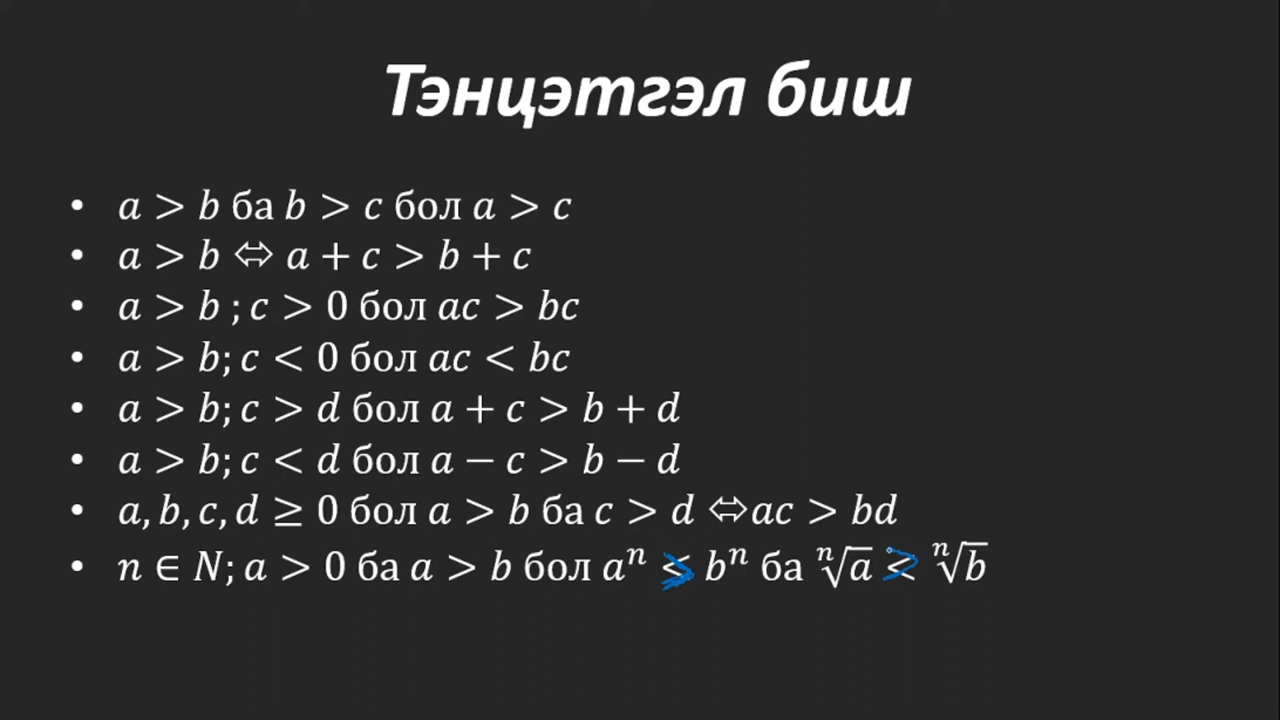 Тэнцэтгэл биш
• a > b ба b > c бол a > c
• a > b ⇔ a + c > b + c
• a > b ; c > 0 бол ac > bc
• a > b; c < 0 бол ac < bc
• a > b; c > d бол a + c > b + d
• a > b; c < d бол a − c > b − d
• a, b, c, d ≥ 0 бол a > b ба c > d ⇔ ac > bd
• n ∈ N; a > 0 ба a > b бол aⁿ > bⁿ ба ⁿ√a > ⁿ√b